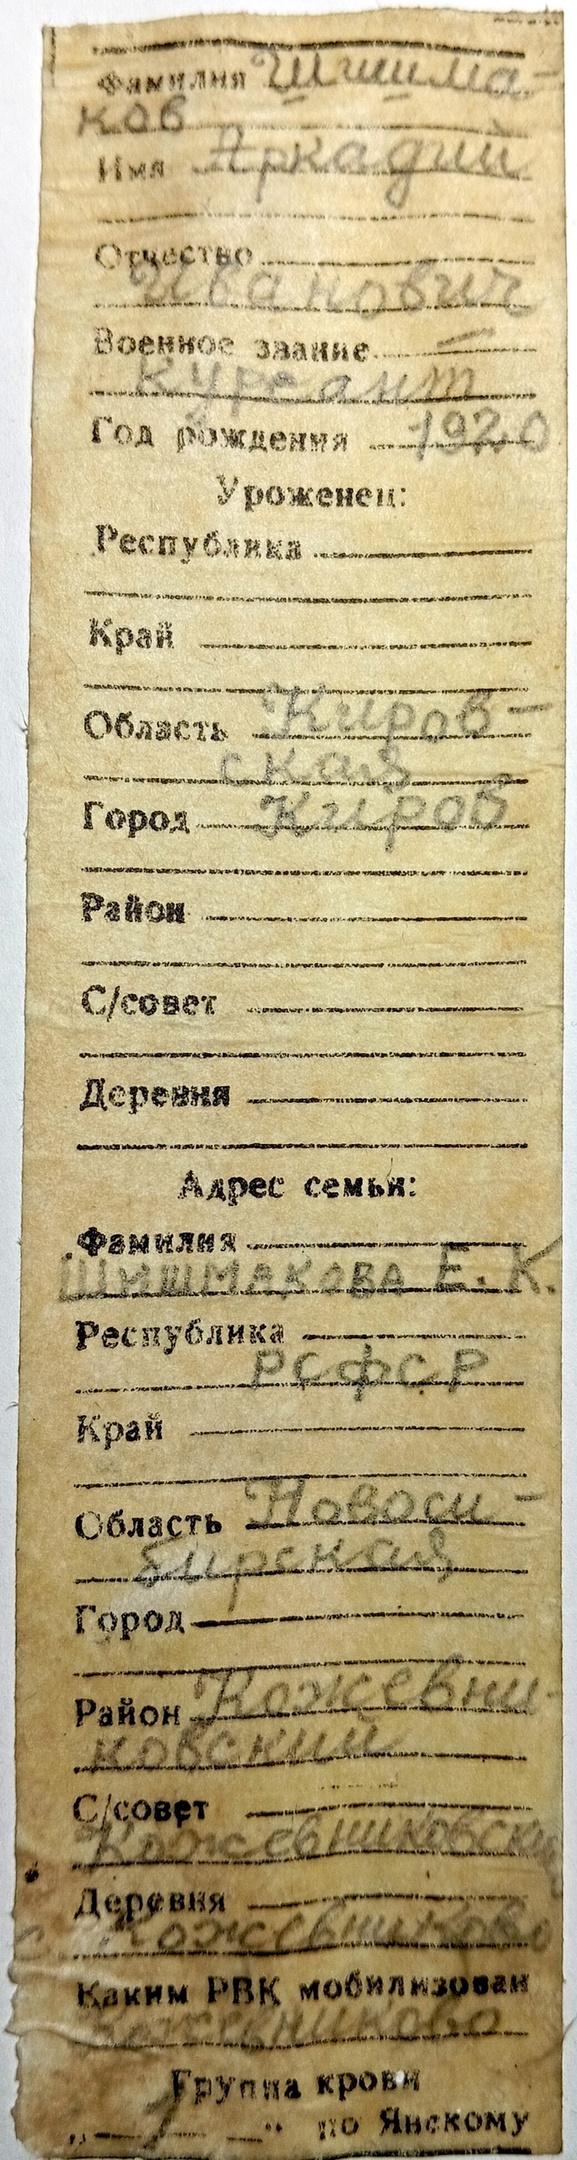 Фамилия Шишма-
ков
Имя Аркадий
Отчество
Иванович
Военное звание —
Курсант
Год рождения 1920
Уроженец:
Республика
Край
Область Киров-
ская
Город Киров
Район
С/совет
Деревня
Адрес семьи:
Фамилия
Шишмакова Е. К.
Республика
РСФСР
Край
Область Новоси-
бирская
Город
Район Кожевни-
ковский
С/совет
Кожевниковский
Деревня
с. Кожевниково
Каким РВК мобилизован
Кожевниково
Группа крови
„ “ по Янскому